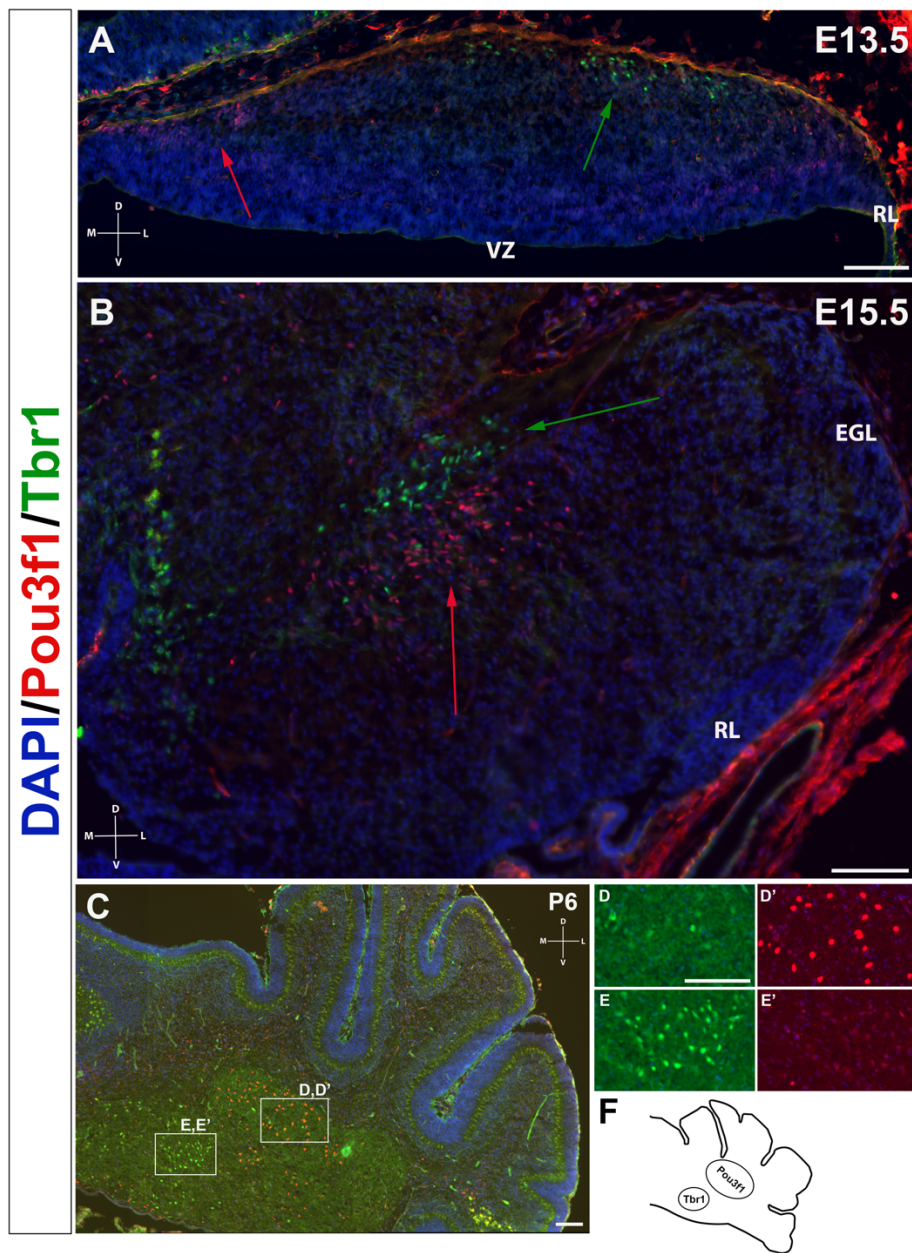 DAPI/Pou3f1/Tbr1
A
E13.5
D
M L
V
VZ
RL
B
E15.5
EGL
RL
D
M L
V
C
P6
D
M L
V
D,D’
E,E’
D
D’
E
E’
F
Pou3f1
Tbr1